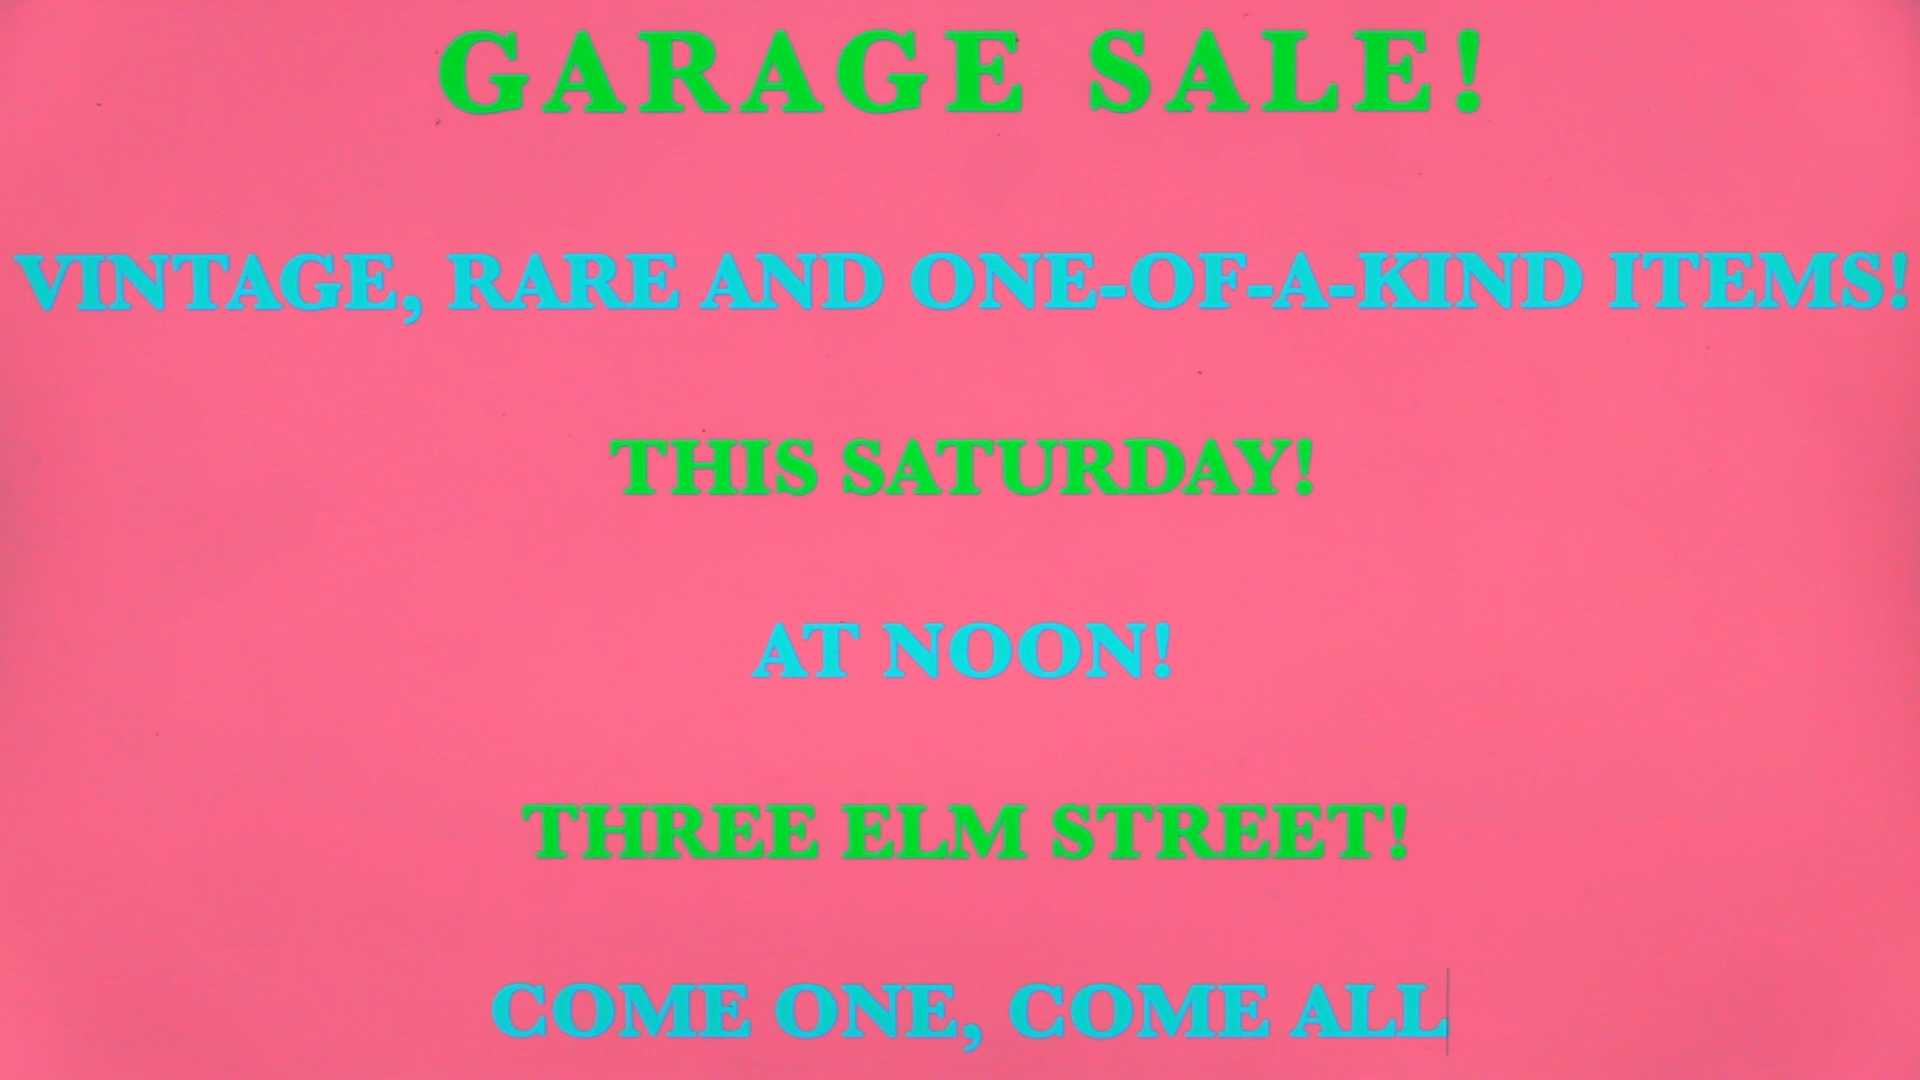 GARAGE SALE!
VINTAGE, RARE AND ONE-OF-A-KIND ITEMS!
THIS SATURDAY!
AT NOON!
THREE ELM STREET!
COME ONE, COME ALL